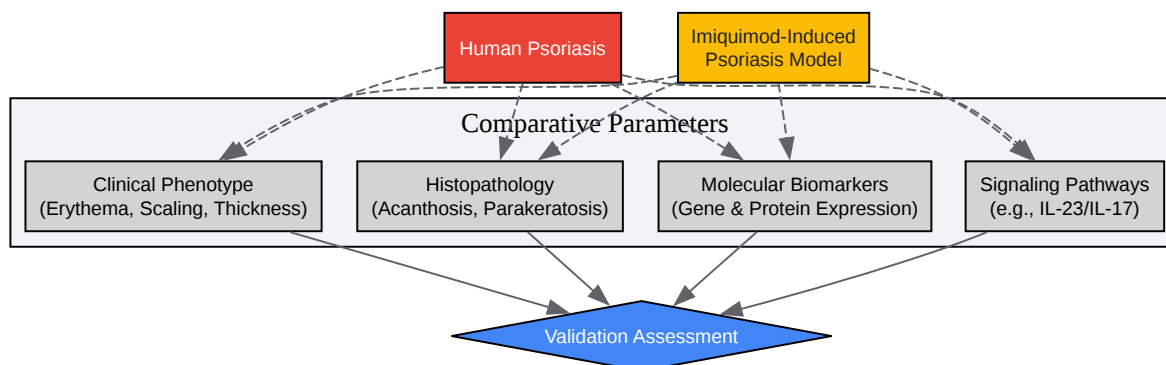 Human Psoriasis
Imiquimod-Induced
Psoriasis Model
Comparative Parameters
Clinical Phenotype
(Erythema, Scaling, Thickness)
Histopathology
(Acanthosis, Parakeratosis)
Molecular Biomarkers
(Gene & Protein Expression)
Signaling Pathways
(e.g., IL-23/IL-17)
Validation Assessment